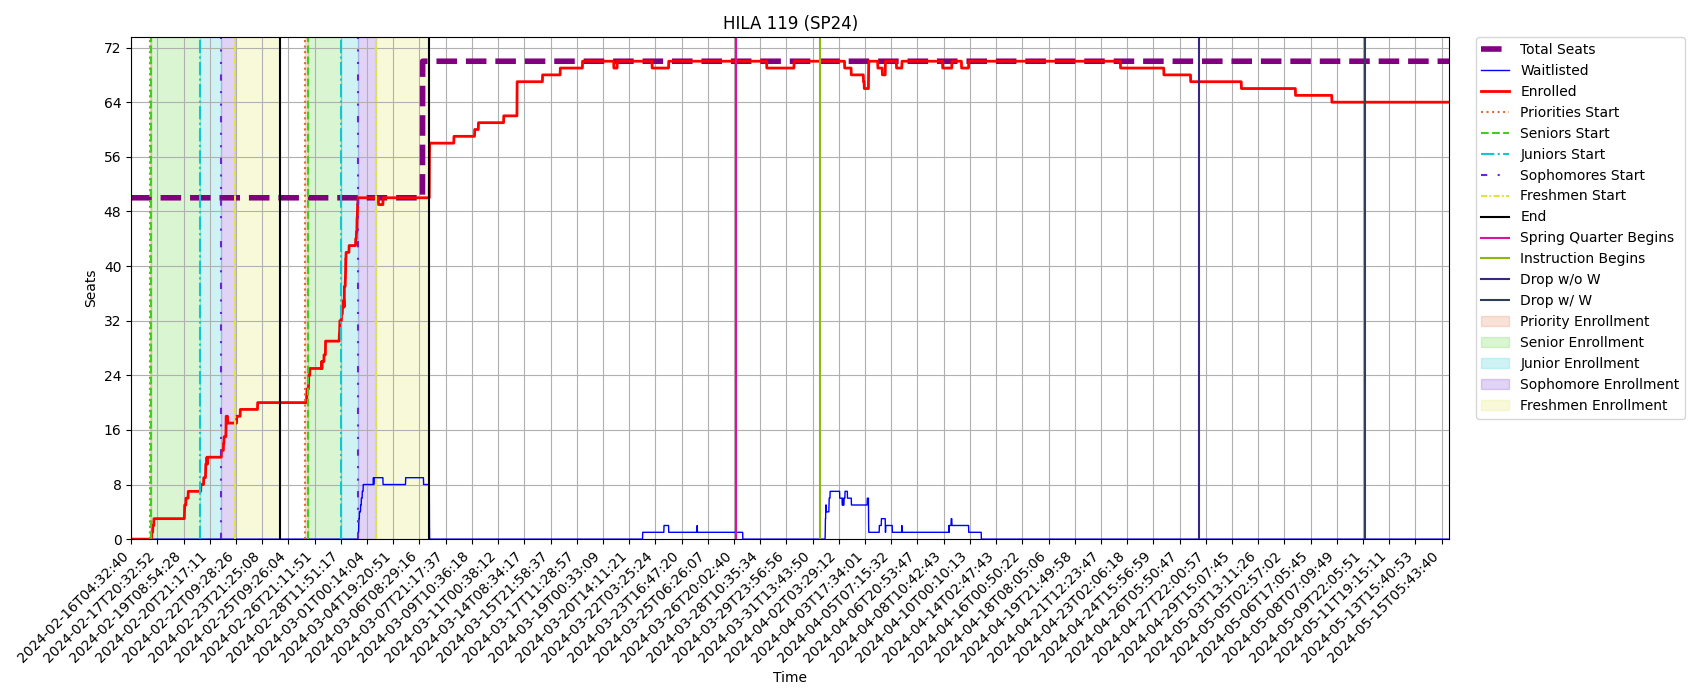 HILA 119 (SP24)
Seats
72
64
56
48
40
32
24
16
8
0
2024-02-16T04:32:40
2024-02-17T20:32:52
2024-02-19T08:54:28
2024-02-20T21:17:11
2024-02-22T09:28:26
2024-02-23T21:25:08
2024-02-25T09:26:04
2024-02-26T21:11:51
2024-02-28T11:51:17
2024-03-01T00:14:04
2024-03-04T19:20:51
2024-03-06T08:29:16
2024-03-07T21:17:37
2024-03-09T10:36:18
2024-03-11T00:38:12
2024-03-14T08:34:17
2024-03-15T21:58:37
2024-03-17T11:28:57
2024-03-19T00:33:09
2024-03-20T14:11:21
2024-03-22T03:25:24
2024-03-23T16:47:20
2024-03-25T06:26:07
2024-03-26T20:02:40
2024-03-28T10:35:34
2024-03-29T23:56:56
2024-03-31T13:43:50
2024-04-02T03:29:12
2024-04-03T17:34:01
2024-04-05T07:15:32
2024-04-06T20:53:47
2024-04-08T10:42:43
2024-04-10T00:10:13
2024-04-14T02:47:43
2024-04-16T16:50:22
2024-04-18T08:05:06
2024-04-19T21:49:58
2024-04-21T12:23:47
2024-04-23T02:06:18
2024-04-24T15:56:59
2024-04-26T05:50:47
2024-04-27T22:00:57
2024-04-29T15:07:45
2024-05-03T13:11:26
2024-05-05T02:57:02
2024-05-06T17:05:45
2024-05-08T07:09:49
2024-05-09T22:05:51
2024-05-11T19:15:11
2024-05-13T15:40:53
2024-05-15T05:43:40
Time
Total Seats
Waitlisted
Enrolled
Priorities Start
Seniors Start
Juniors Start
Sophomores Start
Freshmen Start
End
Spring Quarter Begins
Instruction Begins
Drop w/o W
Drop w/ W
Priority Enrollment
Senior Enrollment
Junior Enrollment
Sophomore Enrollment
Freshmen Enrollment